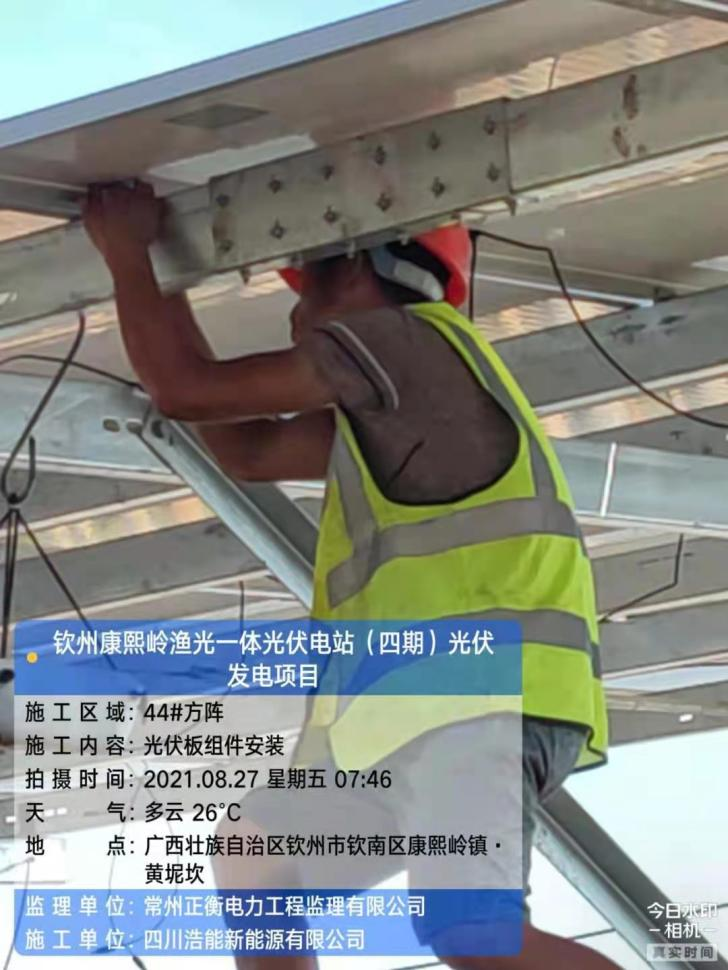 钦州康熙岭渔光一体光伏电站（四期）光伏
发电项目
施工区域：44#方阵
施工内容：光伏板组件安装
拍摄时间：2021.08.27 星期五 07:46
天气：多云 26°C
地点：广西壮族自治区钦州市钦南区康熙岭镇·
黄坭坎
监理单位：常州正衡电力工程监理有限公司
施工单位：四川浩能新能源有限公司
今日水印
-相机-
真实时间